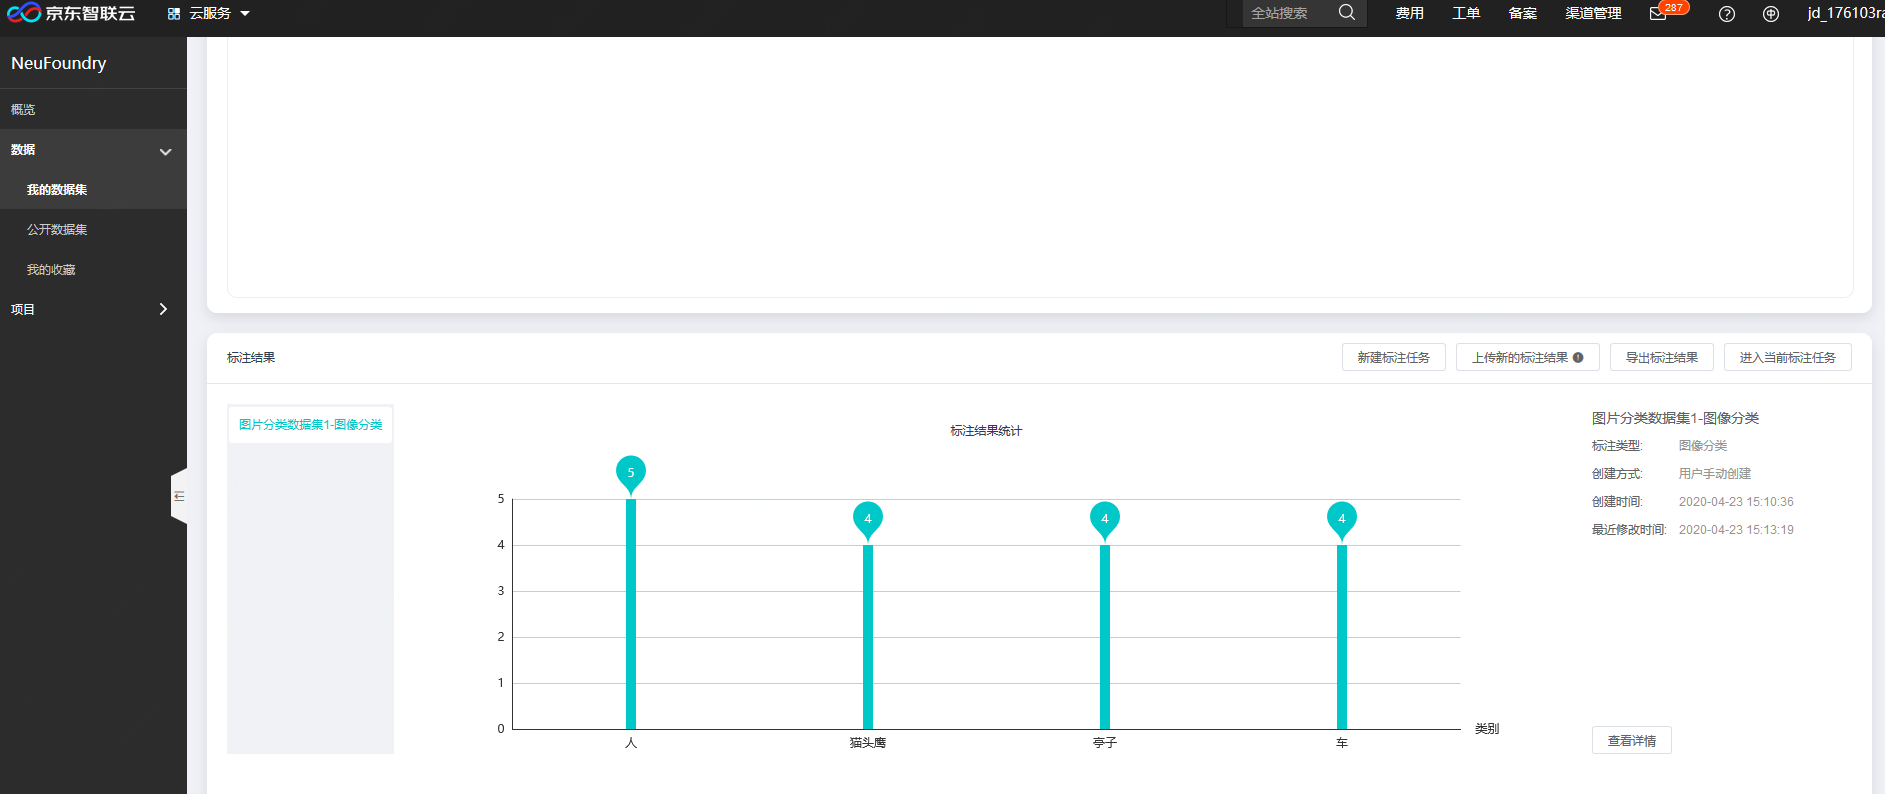 京东智联云
云服务
全站搜索
费用
工单
备案
渠道管理
287
jd_176103ra
NeuFoundry
概览
数据
我的数据集
公开数据集
我的收藏
项目
标注结果
新建标注任务
上传新的标注结果
导出标注结果
进入当前标注任务
图片分类数据集1-图像分类
标注结果统计
5
4
4
4
5
4
3
2
1
0
人
猫头鹰
亭子
车
类别
图片分类数据集1-图像分类
标注类型: 图像分类
创建方式: 用户手动创建
创建时间: 2020-04-23 15:10:36
最近修改时间: 2020-04-23 15:13:19
查看详情